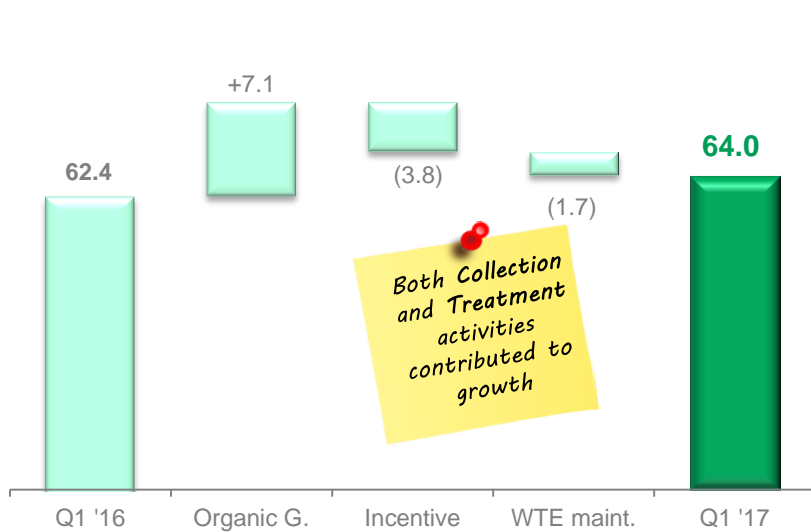 +7.1
62.4
(3.8)
(1.7)
64.0
Both Collection
and Treatment
activities
contributed to
growth
Q1 '16
Organic G.
Incentive
WTE maint.
Q1 '17